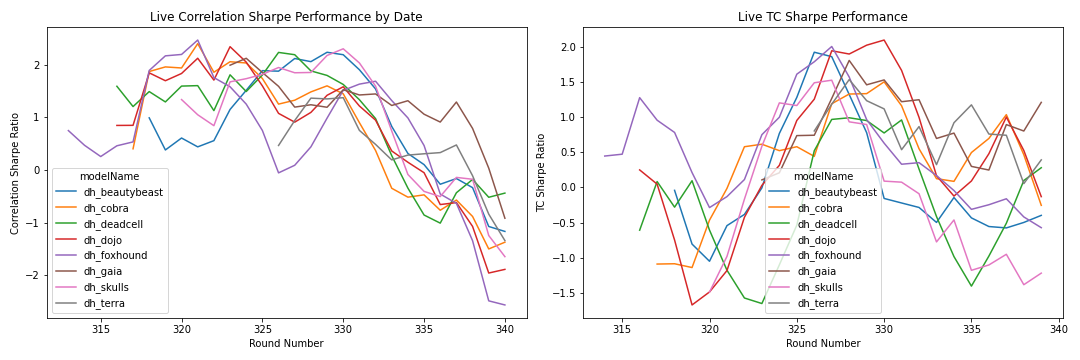 Live Correlation Sharpe Performance by Date
Correlation Sharpe Ratio
2
1
0
−1
−2
modelName
dh_beautybeast
dh_cobra
dh_deadcell
dh_dojo
dh_foxhound
dh_gaia
dh_skulls
dh_terra
315 320 325 330 335 340
Round Number
Live TC Sharpe Performance
TC Sharpe Ratio
2.0
1.5
1.0
0.5
0.0
−0.5
−1.0
−1.5
modelName
dh_beautybeast
dh_cobra
dh_deadcell
dh_dojo
dh_foxhound
dh_gaia
dh_skulls
dh_terra
315 320 325 330 335 340
Round Number